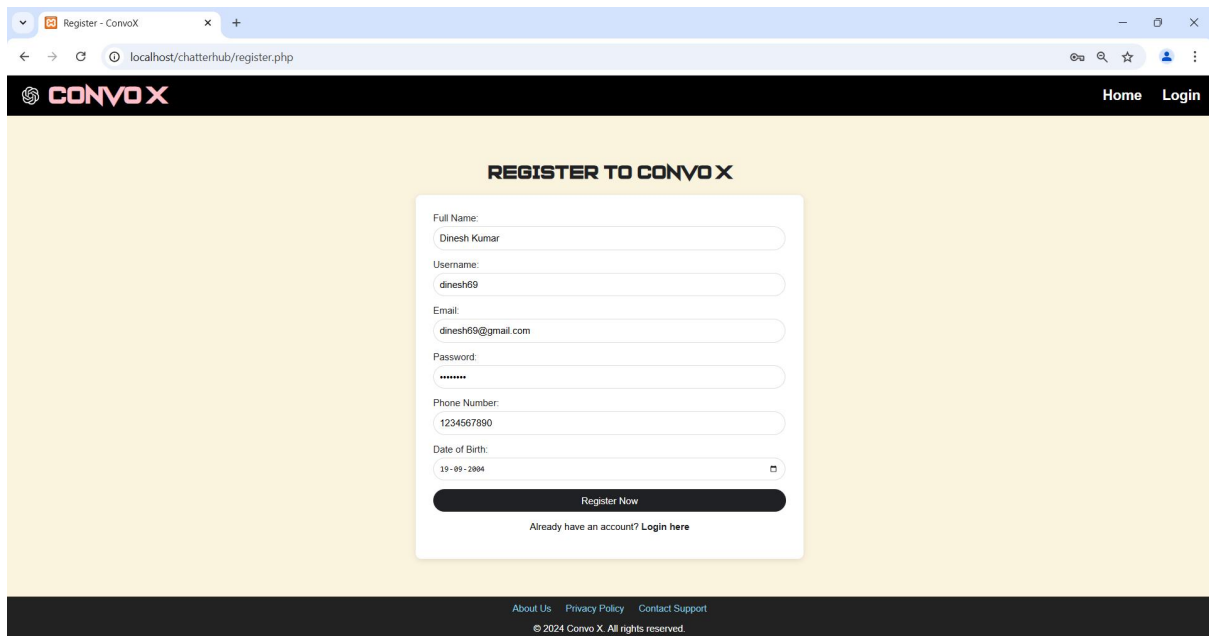 Register - ConvoX
localhost/chatterhub/register.php
CONVO X
Home Login
REGISTER TO CONVO X
Full Name:
Dinesh Kumar
Username:
dinesh69
Email:
dinesh69@gmail.com
Password:
••••••••
Phone Number:
1234567890
Date of Birth:
19-09-2004
Register Now
Already have an account? Login here
About Us Privacy Policy Contact Support
© 2024 Convo X. All rights reserved.